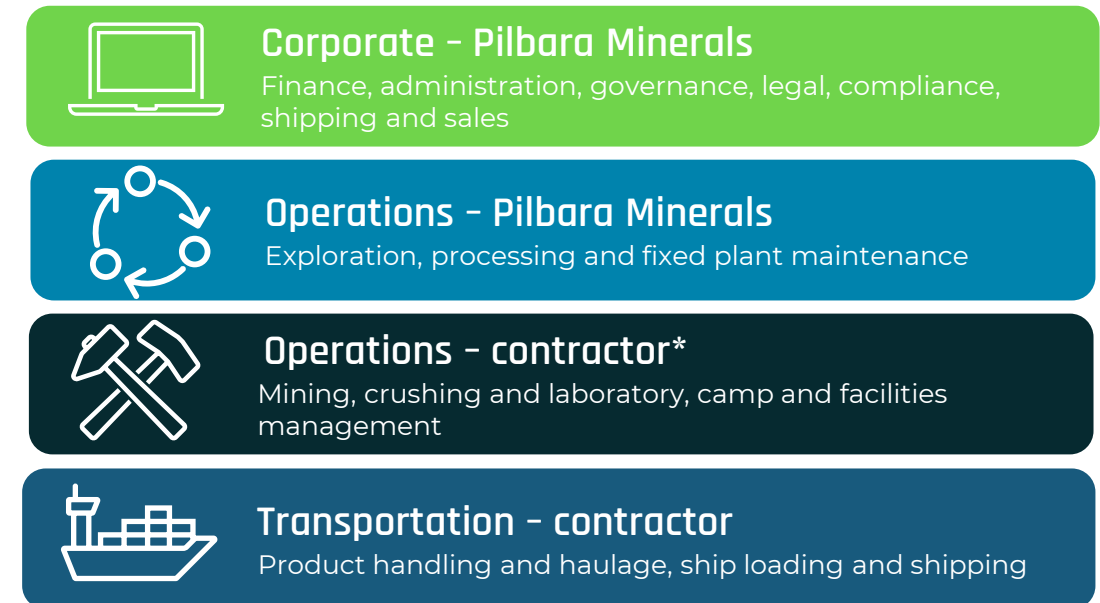 Corporate – Pilbara Minerals
Finance, administration, governance, legal, compliance,
shipping and sales
Operations – Pilbara Minerals
Exploration, processing and fixed plant maintenance
Operations – contractor*
Mining, crushing and laboratory, camp and facilities
management
Transportation – contractor
Product handling and haulage, ship loading and shipping